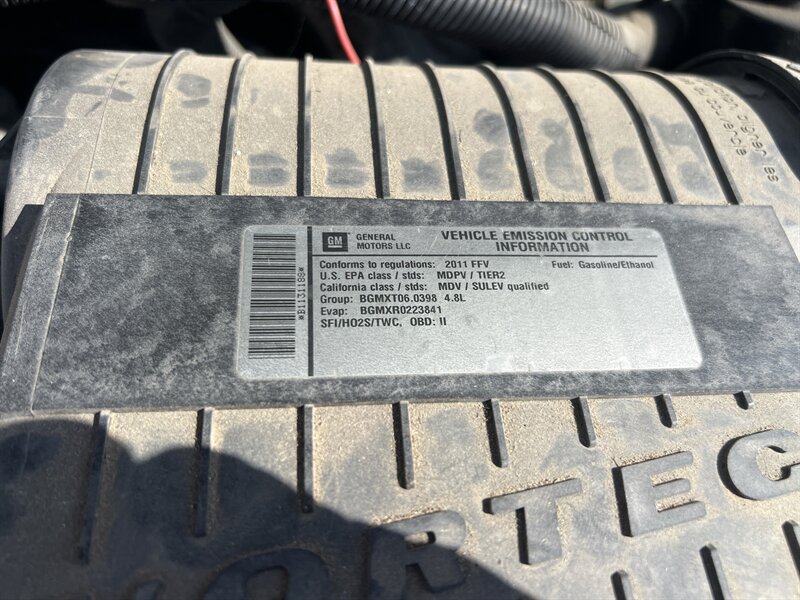 GM GENERAL MOTORS LLC
VEHICLE EMISSION CONTROL
INFORMATION
Conforms to regulations: 2011 FFV Fuel: Gasoline/Ethanol
U.S. EPA class / stds: MDPV / TIER2
California class / stds: MDV / SULEV qualified
Group: BGMXT06.0398 4.8L
Evap: BGMXR0223841
SFI/HO2S/TWC, OBD: II
*B1131188*
ORTEC